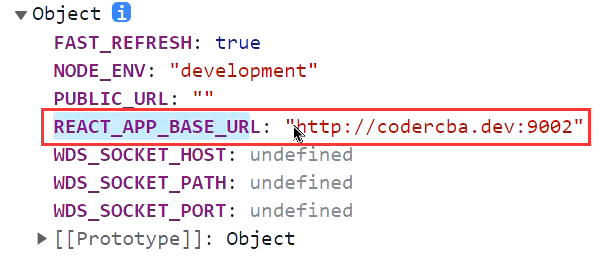 Object i
FAST_REFRESH: true
NODE_ENV: "development"
PUBLIC_URL: ""
REACT_APP_BASE_URL: "http://codercba.dev:9002"
WDS_SOCKET_HOST: undefined
WDS_SOCKET_PATH: undefined
WDS_SOCKET_PORT: undefined
[[Prototype]]: Object